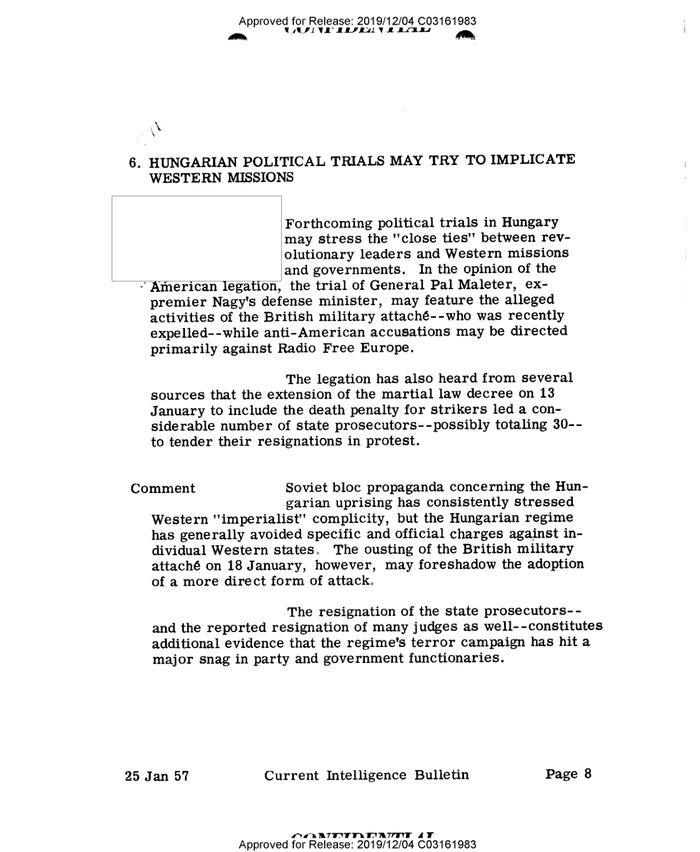 Approved for Release: 2019/12/04 C03161983
CONFIDENTIAL
6. HUNGARIAN POLITICAL TRIALS MAY TRY TO IMPLICATE
WESTERN MISSIONS
Forthcoming political trials in Hungary
may stress the "close ties" between rev-
olutionary leaders and Western missions
and governments. In the opinion of the
American legation, the trial of General Pal Maleter, ex-
premier Nagy's defense minister, may feature the alleged
activities of the British military attaché--who was recently
expelled--while anti-American accusations may be directed
primarily against Radio Free Europe.
The legation has also heard from several
sources that the extension of the martial law decree on 13
January to include the death penalty for strikers led a con-
siderable number of state prosecutors--possibly totaling 30--
to tender their resignations in protest.
Comment Soviet bloc propaganda concerning the Hun-
garian uprising has consistently stressed
Western "imperialist" complicity, but the Hungarian regime
has generally avoided specific and official charges against in-
dividual Western states. The ousting of the British military
attaché on 18 January, however, may foreshadow the adoption
of a more direct form of attack.
The resignation of the state prosecutors--
and the reported resignation of many judges as well--constitutes
additional evidence that the regime's terror campaign has hit a
major snag in party and government functionaries.
25 Jan 57 Current Intelligence Bulletin Page 8
CONFIDENTIAL
Approved for Release: 2019/12/04 C03161983